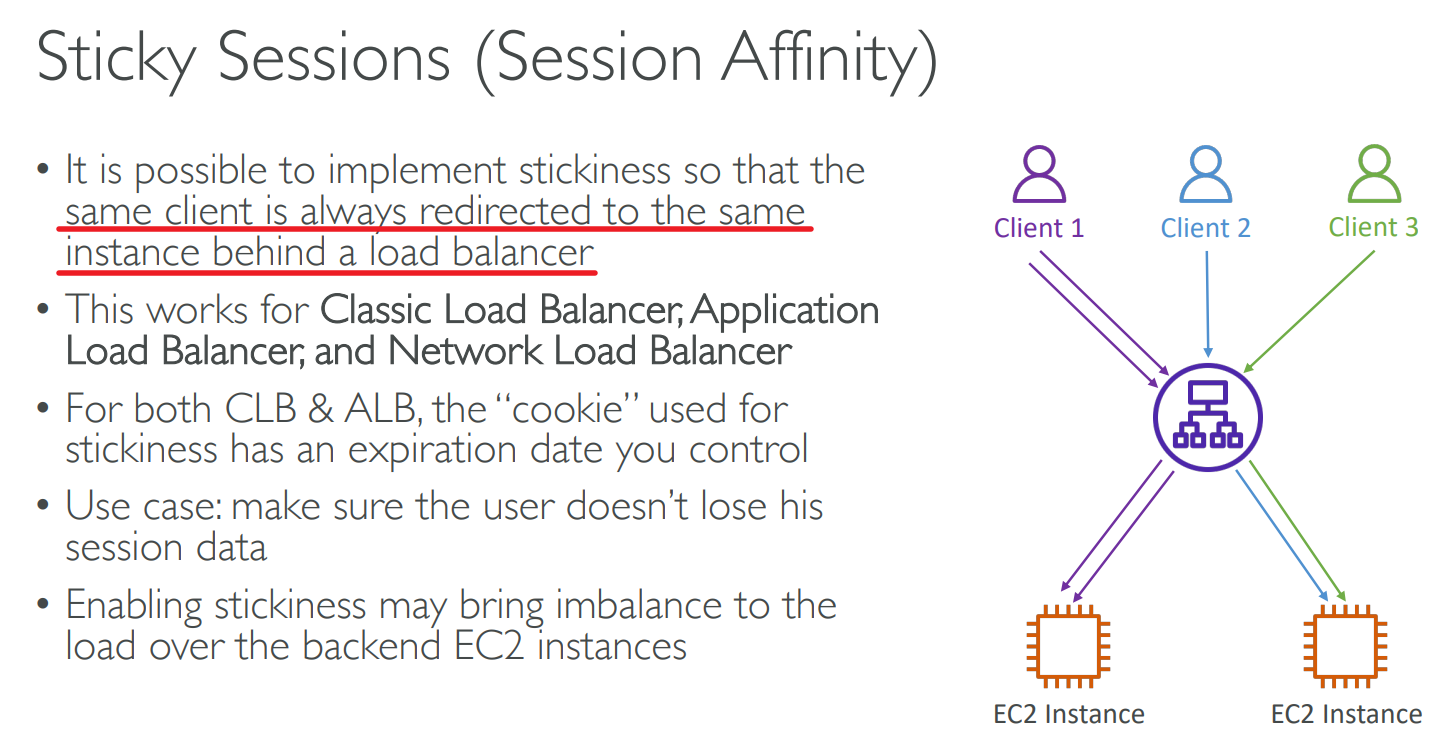 Sticky Sessions (Session Affinity)
• It is possible to implement stickiness so that the
same client is always redirected to the same
instance behind a load balancer
• This works for Classic Load Balancer, Application
Load Balancer, and Network Load Balancer
• For both CLB & ALB, the “cookie” used for
stickiness has an expiration date you control
• Use case: make sure the user doesn’t lose his
session data
• Enabling stickiness may bring imbalance to the
load over the backend EC2 instances
Client 1
Client 2
Client 3
EC2 Instance
EC2 Instance